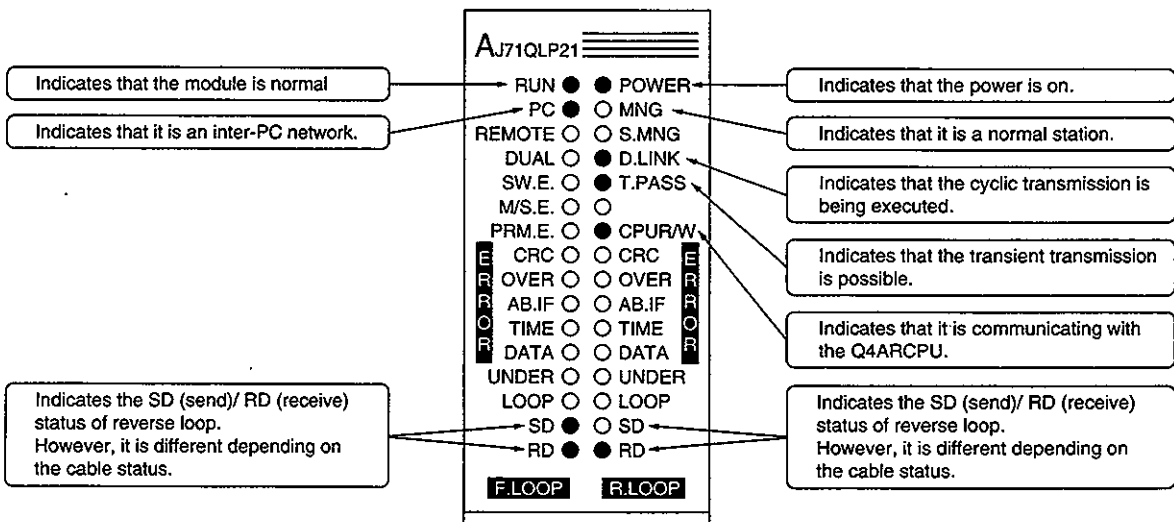 AJ71QLP21
Indicates that the module is normal
RUN POWER
Indicates that the power is on.
Indicates that it is an inter-PC network.
PC MNG
Indicates that it is a normal station.
REMOTE S.MNG
DUAL D.LINK
Indicates that the cyclic transmission is
being executed.
SW.E. T.PASS
M/S.E.
PRM.E. CPUR/W
Indicates that the transient transmission
is possible.
ERROR
CRC CRC
OVER OVER
AB.IF AB.IF
TIME TIME
DATA DATA
ERROR
Indicates that it is communicating with
the Q4ARCPU.
UNDER UNDER
LOOP LOOP
SD SD
RD RD
Indicates the SD (send)/ RD (receive)
status of reverse loop.
However, it is different depending on
the cable status.
Indicates the SD (send)/ RD (receive)
status of reverse loop.
However, it is different depending on
the cable status.
F.LOOP R.LOOP